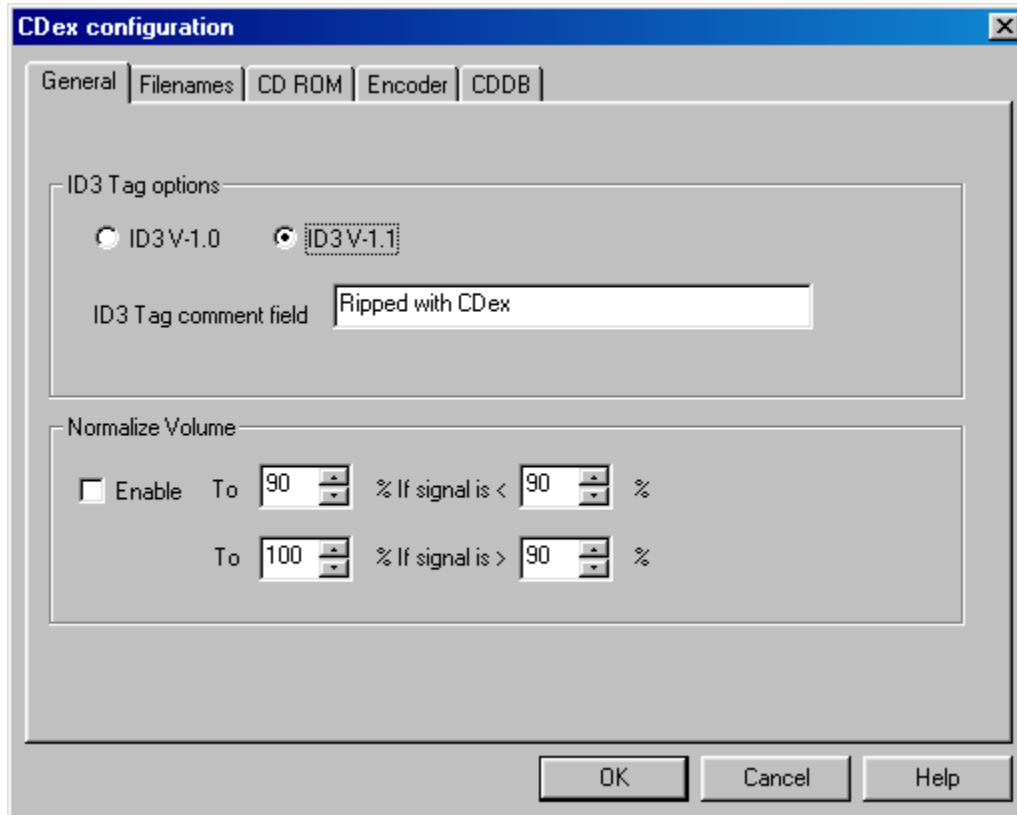 CDex configuration
General Filenames CD ROM Encoder CDDB
ID3 Tag options
ID3 V-1.0 ID3 V-1.1
ID3 Tag comment field Ripped with CDex
Normalize Volume
Enable To 90 % If signal is < 90 %
To 100 % If signal is > 90 %
OK Cancel Help